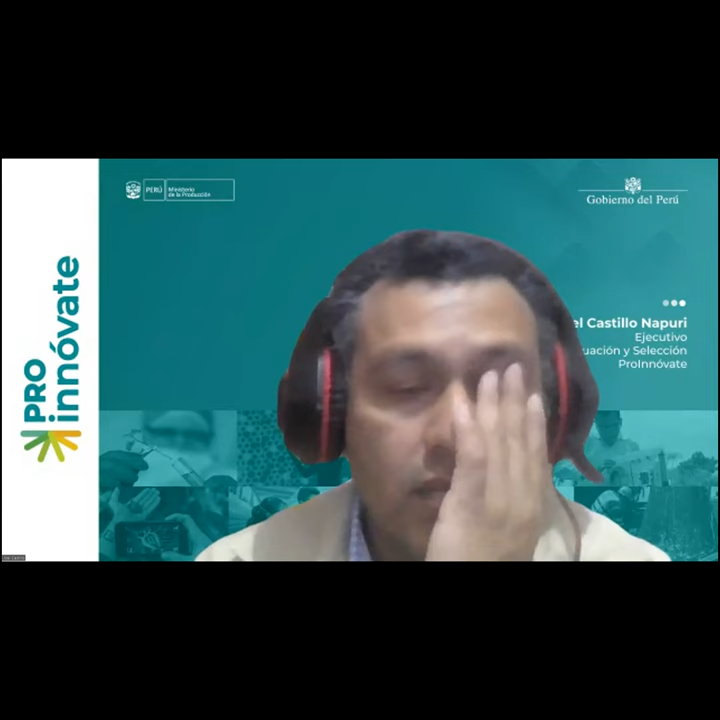 PERÚ
Ministerio
de la Producción
Gobierno del Perú
PRO
innóvate
el Castillo Napuri
Ejecutivo
uación y Selección
ProInnóvate